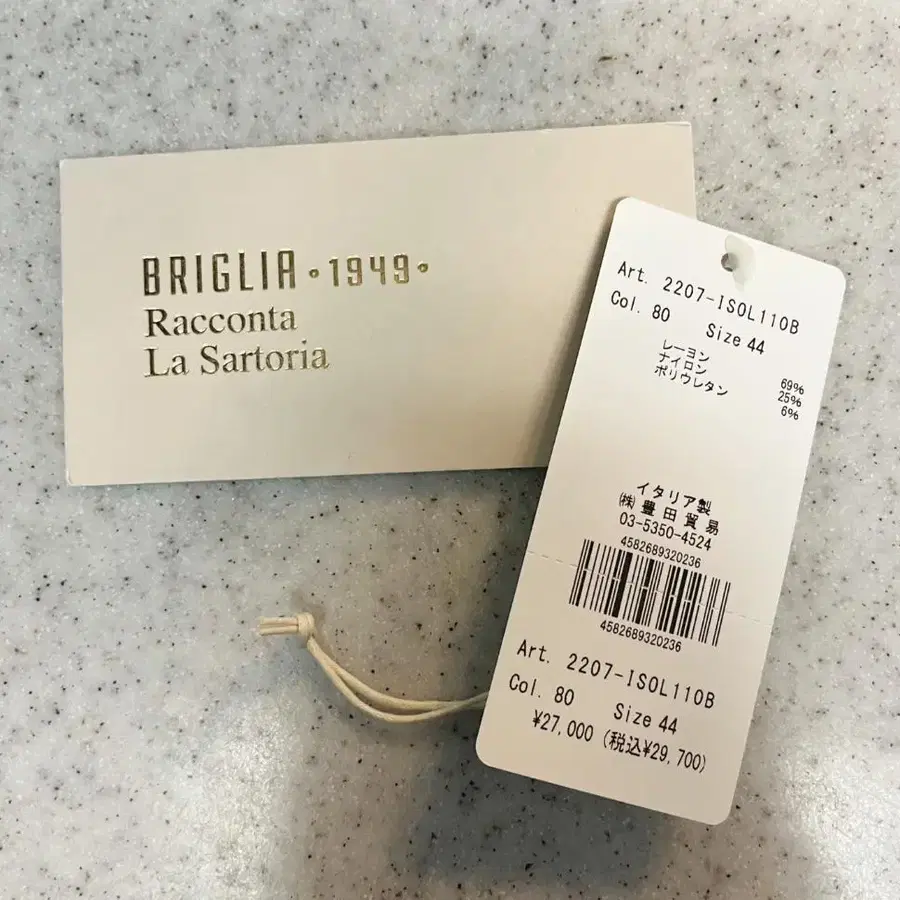 BRIGLIA •1949•
Racconta
La Sartoria
Art. 2207-ISOL110B
Col. 80 Size 44
レーヨン 69%
ナイロン 25%
ポリウレタン 6%
イタリア製
㈱ 豊田貿易
03-5350-4524
4582689320236
4582689320236
Art. 2207-ISOL110B
Col. 80 Size 44
¥27,000 (税込¥29,700)